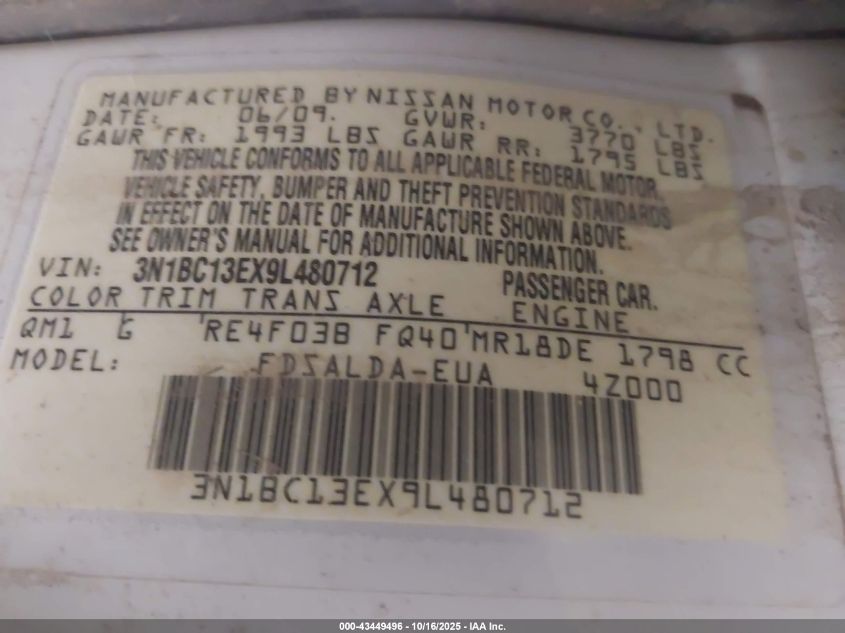 MANUFACTURED BY NISSAN MOTOR CO., LTD.
DATE: 06/09. GVWR: 3770 LBS
GAWR FR: 1993 LBS GAWR RR: 1795 LBS
THIS VEHICLE CONFORMS TO ALL APPLICABLE FEDERAL MOTOR
VEHICLE SAFETY, BUMPER AND THEFT PREVENTION STANDARDS
IN EFFECT ON THE DATE OF MANUFACTURE SHOWN ABOVE.
SEE OWNER'S MANUAL FOR ADDITIONAL INFORMATION.
VIN: 3N1BC13EX9L480712 PASSENGER CAR.
COLOR TRIM TRANS AXLE ENGINE
QM1 G RE4F03B FQ40 MR18DE 1798 CC
MODEL: FDSALDA-EUA 4Z000
3N1BC13EX9L480712
000-43449496 - 10/16/2025 - IAA Inc.